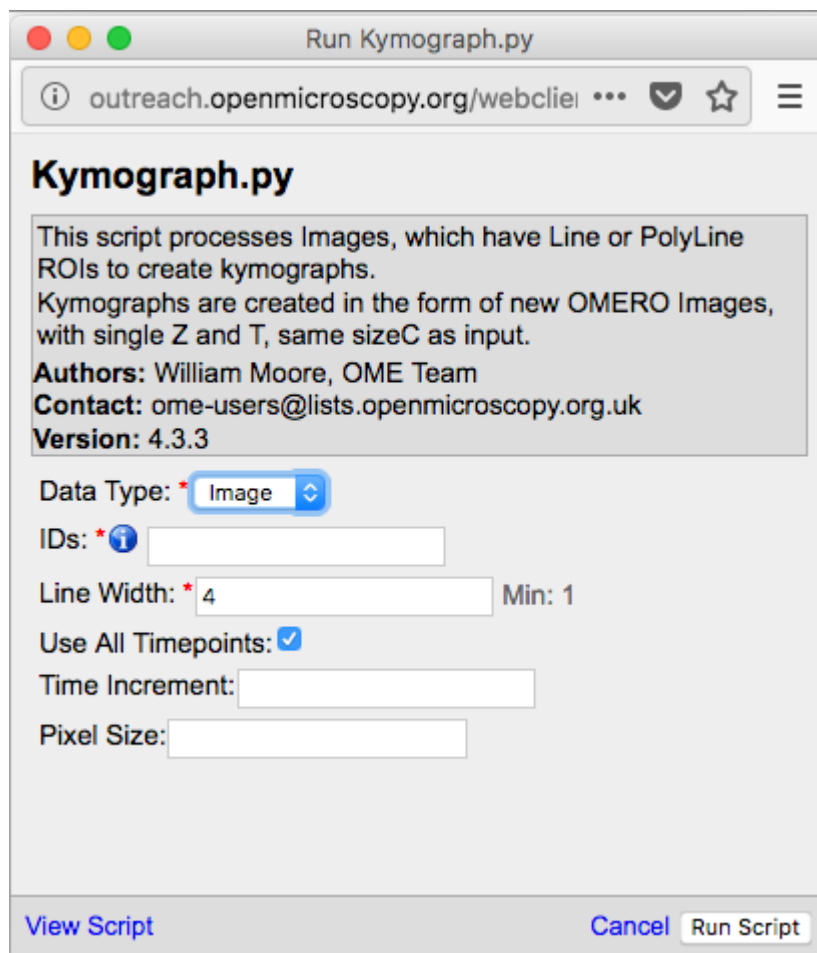 Run Kymograph.py
outreach.openmicroscopy.org/webclie
Kymograph.py
This script processes Images, which have Line or PolyLine
ROIs to create kymographs.
Kymographs are created in the form of new OMERO Images,
with single Z and T, same sizeC as input.
Authors: William Moore, OME Team
Contact: ome-users@lists.openmicroscopy.org.uk
Version: 4.3.3
Data Type: * Image
IDs: *
Line Width: * 4 Min: 1
Use All Timepoints:
Time Increment:
Pixel Size:
View Script Cancel Run Script